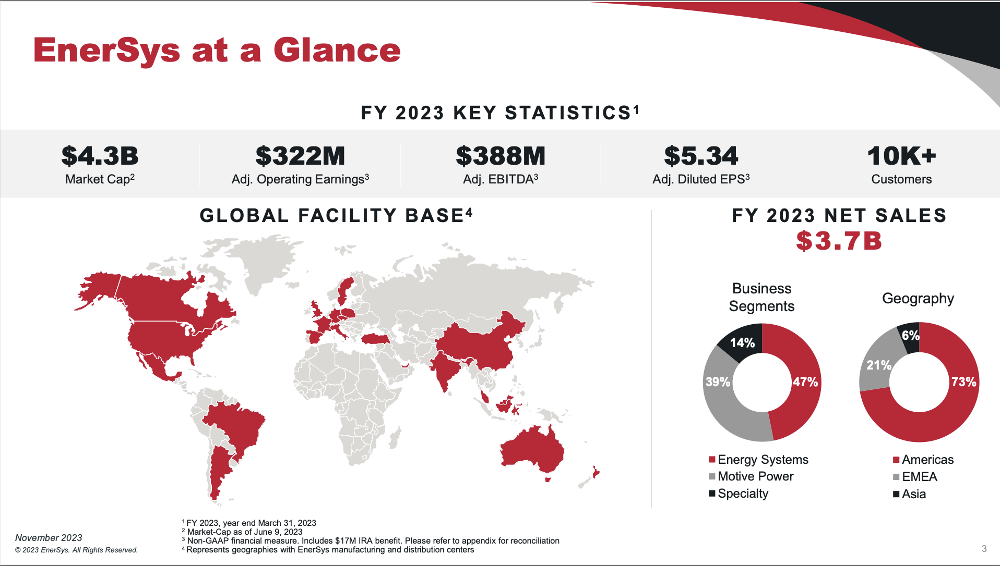 EnerSys at a Glance
FY 2023 KEY STATISTICS¹
$4.3B
Market Cap²
$322M
Adj. Operating Earnings³
$388M
Adj. EBITDA³
$5.34
Adj. Diluted EPS³
10K+
Customers
GLOBAL FACILITY BASE⁴
FY 2023 NET SALES
$3.7B
Business
Segments
14%
39%
47%
Energy Systems
Motive Power
Specialty
Geography
6%
21%
73%
Americas
EMEA
Asia
¹ FY 2023, year end March 31, 2023
² Market-Cap as of June 9, 2023
³ Non-GAAP financial measure. Includes $17M IRA benefit. Please refer to appendix for reconciliation
⁴ Represents geographies with EnerSys manufacturing and distribution centers
November 2023
© 2023 EnerSys. All Rights Reserved.
3